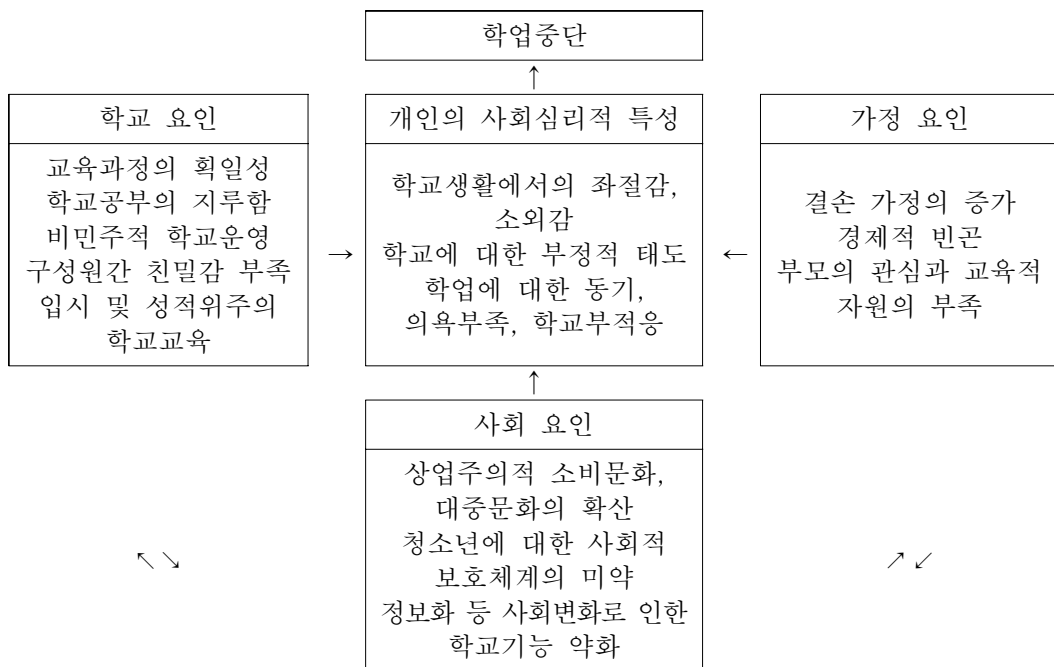 학업중단
↑
학교 요인
교육과정의 획일성
학교공부의 지루함
비민주적 학교운영
구성원간 친밀감 부족
입시 및 성적위주의
학교교육
→
개인의 사회심리적 특성
학교생활에서의 좌절감,
소외감
학교에 대한 부정적 태도
학업에 대한 동기,
의욕부족, 학교부적응
←
가정 요인
결손 가정의 증가
경제적 빈곤
부모의 관심과 교육적
자원의 부족
↑
사회 요인
상업주의적 소비문화,
대중문화의 확산
청소년에 대한 사회적
보호체계의 미약
정보화 등 사회변화로 인한
학교기능 약화
↖↘
↗↙